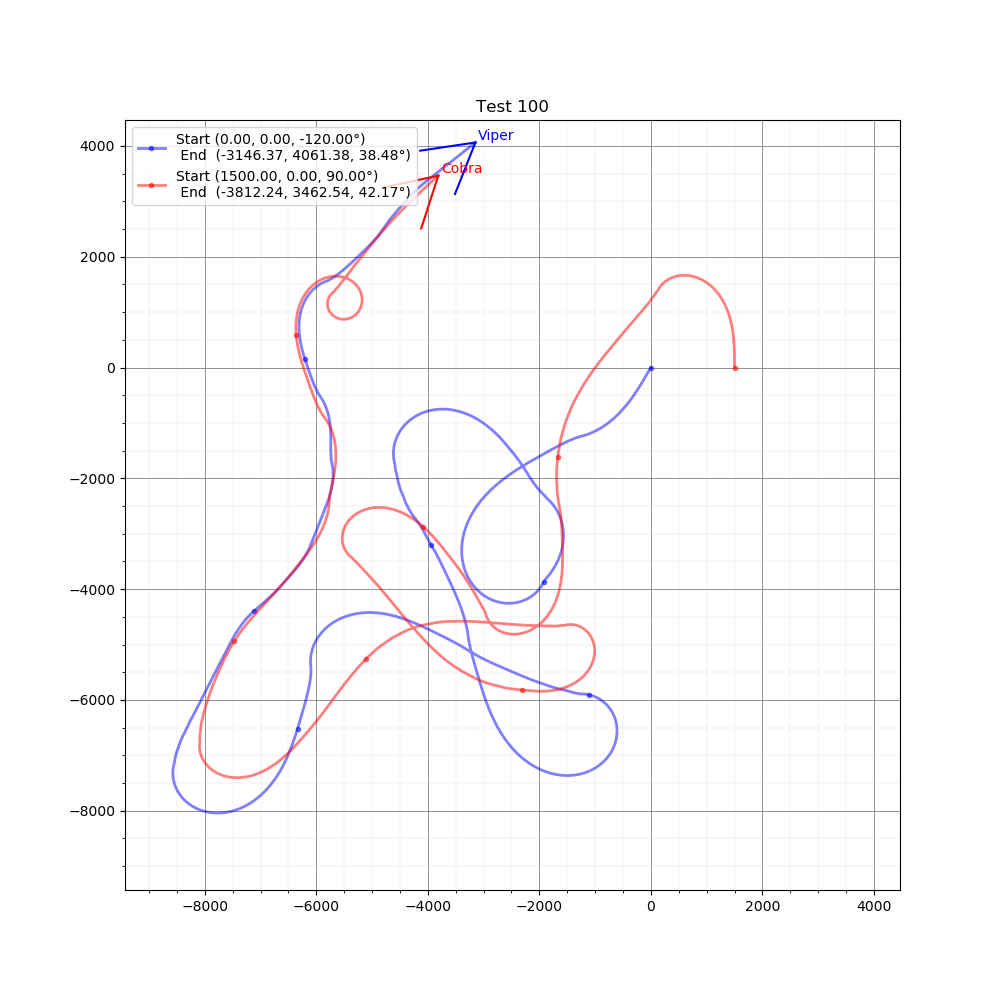 Test 100
Start (0.00, 0.00, -120.00°)
End (-3146.37, 4061.38, 38.48°)
Start (1500.00, 0.00, 90.00°)
End (-3812.24, 3462.54, 42.17°)
Viper
Cobra
4000
2000
0
−2000
−4000
−6000
−8000
−8000 −6000 −4000 −2000 0 2000 4000